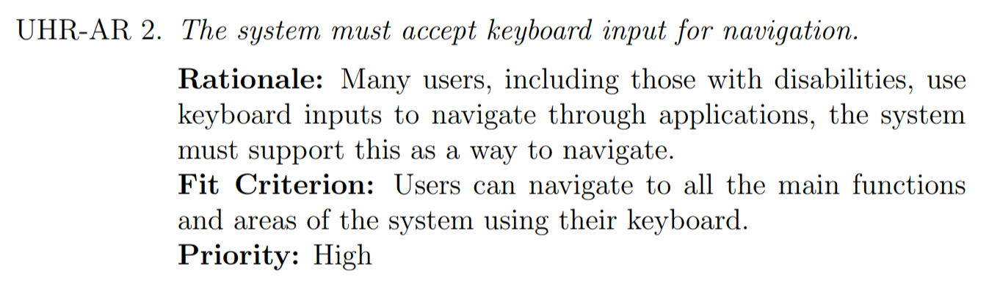 UHR-AR 2. The system must accept keyboard input for navigation.
Rationale: Many users, including those with disabilities, use
keyboard inputs to navigate through applications, the system
must support this as a way to navigate.
Fit Criterion: Users can navigate to all the main functions
and areas of the system using their keyboard.
Priority: High